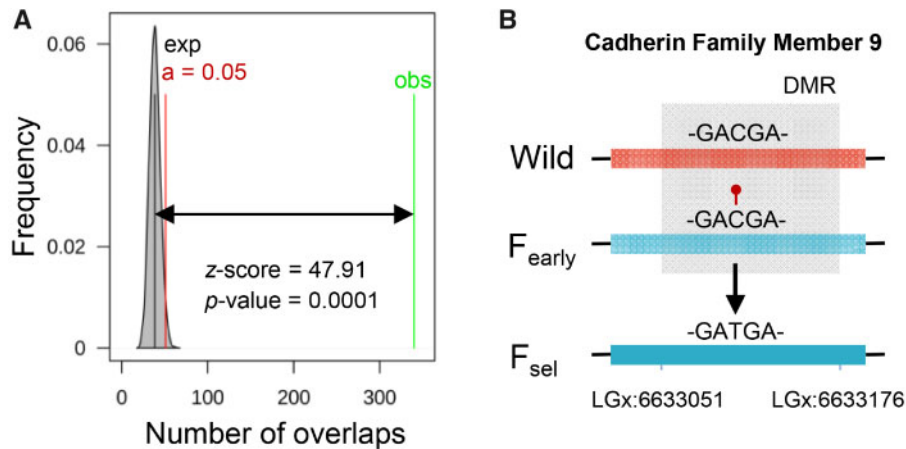 A
Frequency
0.06
0.04
0.02
0
exp
a = 0.05
obs
z-score = 47.91
p-value = 0.0001
0 100 200 300
Number of overlaps
B
Cadherin Family Member 9
DMR
-GACGA-
Wild
-GACGA-
Fearly
-GATGA-
Fsel
LGx:6633051 LGx:6633176